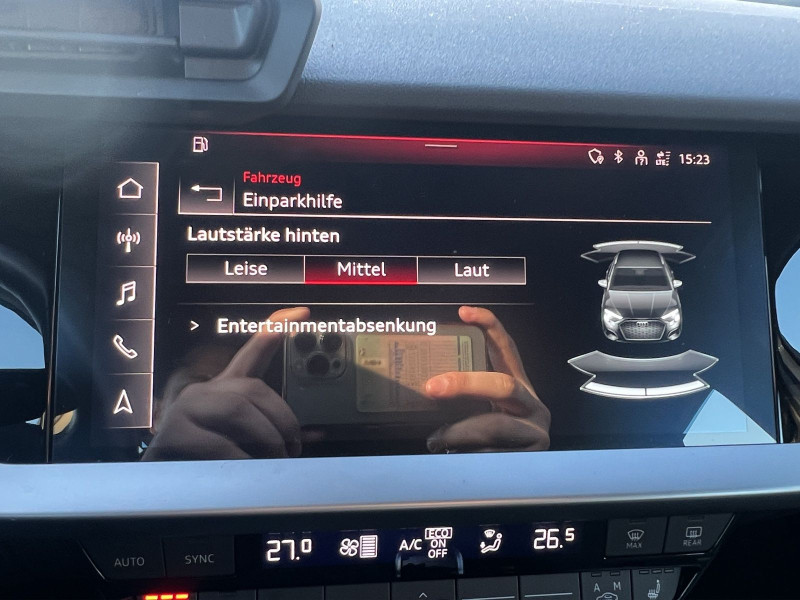 15:23
Fahrzeug
Einparkhilfe
Lautstärke hinten
Leise Mittel Laut
> Entertainmentabsenkung
AUTO SYNC 27.0 A/C ECO ON OFF 26.5 MAX REAR
A M